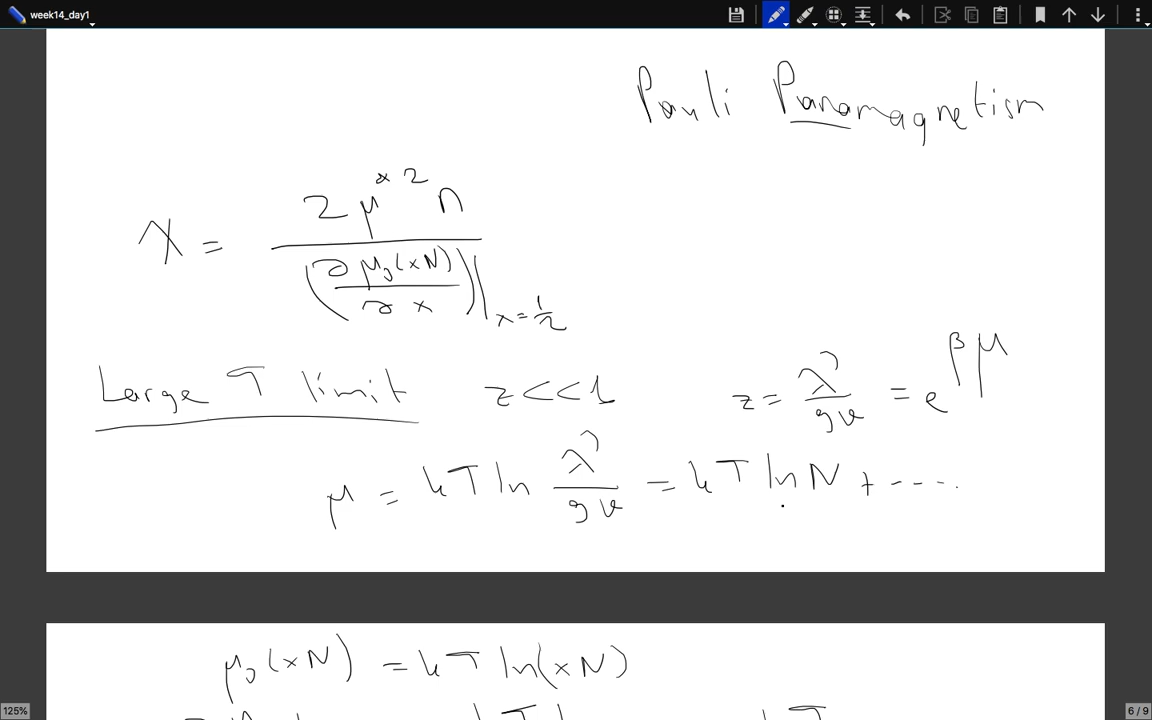 week14_day1
Pauli Paramagnetism
χ = 2 μ*² n / (∂ μ₀(xN) / ∂ x)|ₓ₌½
Large T limit z << 1 z = λ³/gv = e^βμ
μ = kT ln λ³/gv = kT ln N + ----.
μ₀(xN) = kT ln(xN)
125%
6 / 9